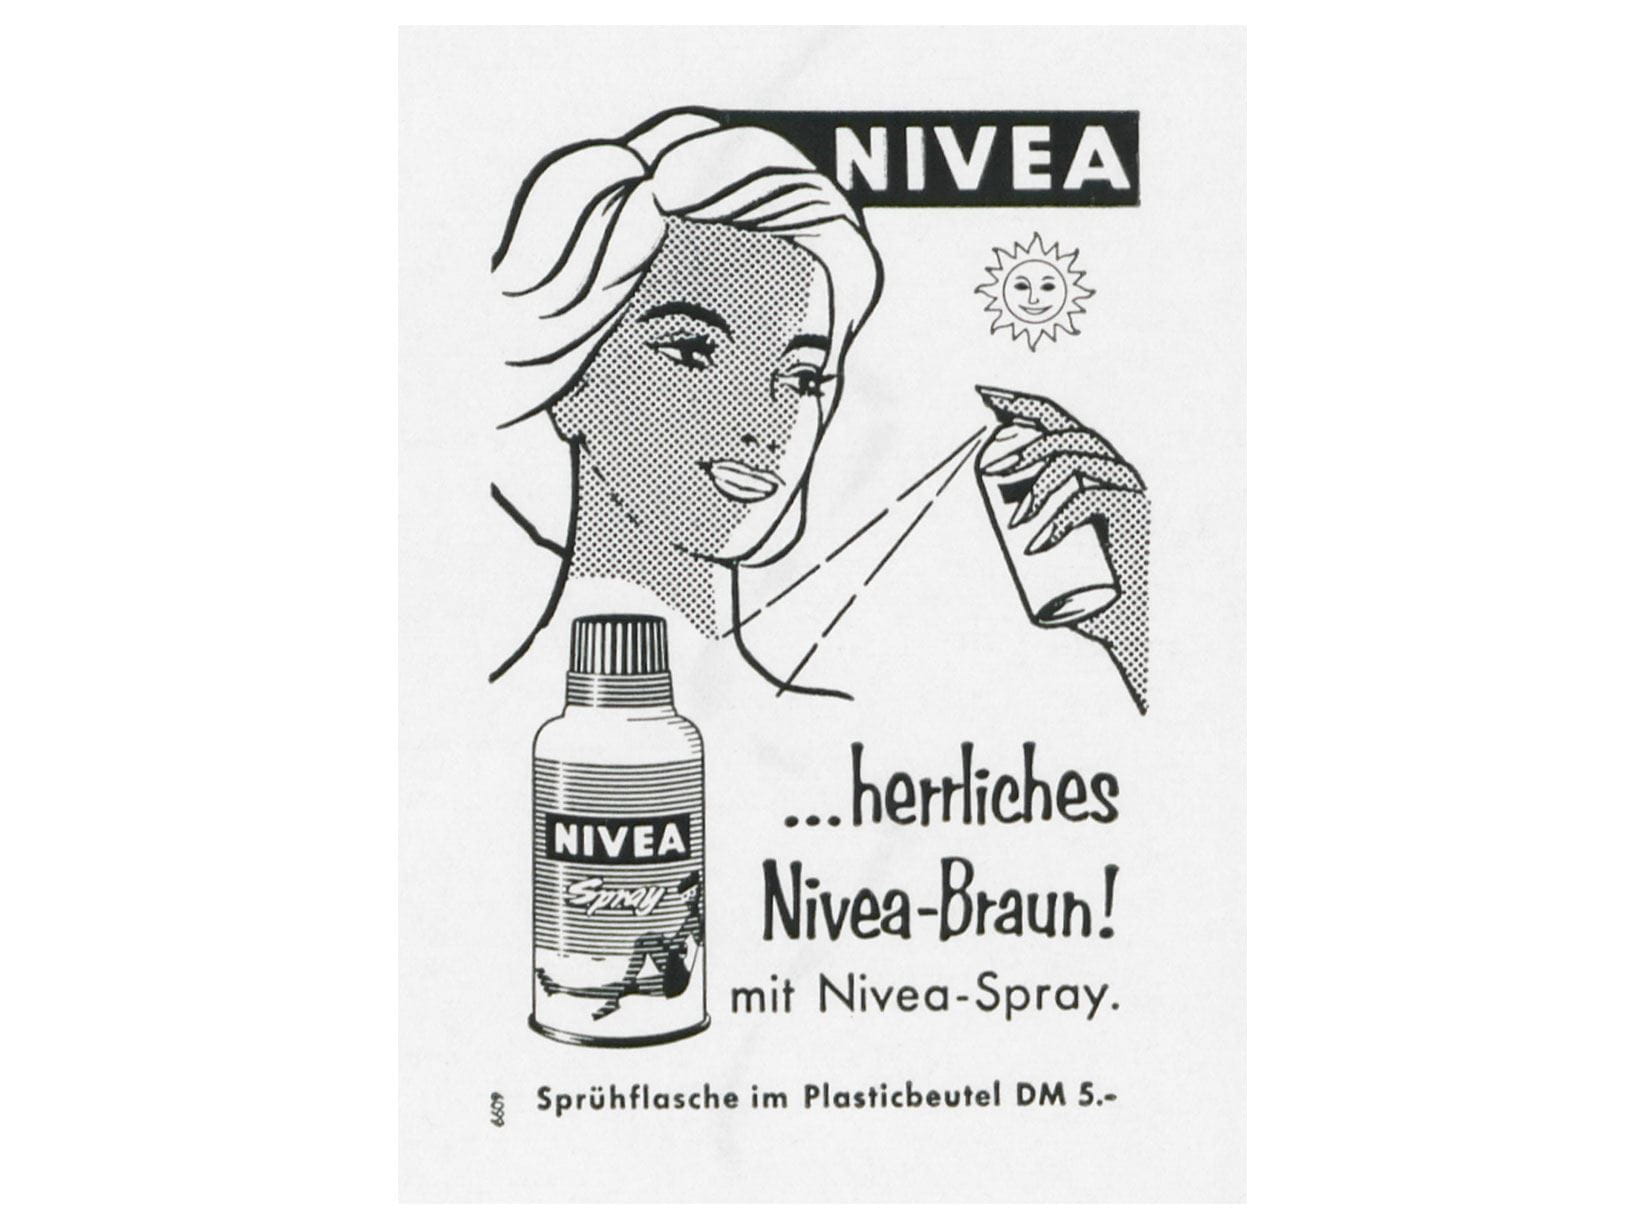 NIVEA
NIVEA
Spray
...herrliches
Nivea-Braun!
mit Nivea-Spray.
Sprühflasche im Plasticbeutel DM 5.-
6609